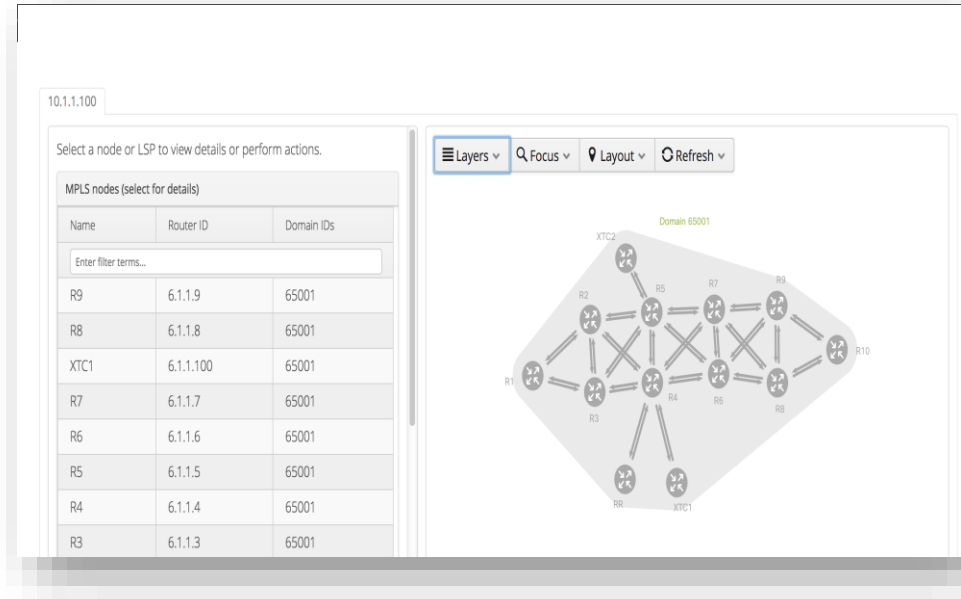 10.1.1.100
Select a node or LSP to view details or perform actions.
MPLS nodes (select for details)
Name Router ID Domain IDs
Enter filter terms...
R9 6.1.1.9 65001
R8 6.1.1.8 65001
XTC1 6.1.1.100 65001
R7 6.1.1.7 65001
R6 6.1.1.6 65001
R5 6.1.1.5 65001
R4 6.1.1.4 65001
R3 6.1.1.3 65001
Layers Focus Layout Refresh
Domain 65001
XTC2
R5 R7 R9
R2
R10
R1
R4 R6 R8
R3
RR XTC1